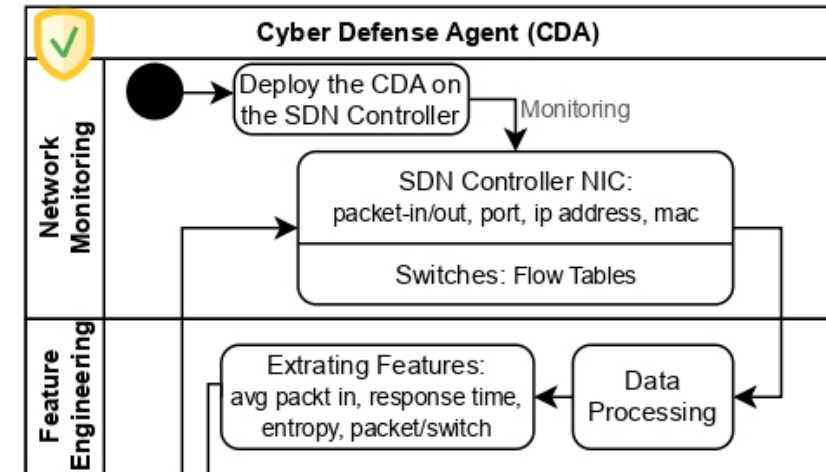 Cyber Defense Agent (CDA)
Network
Monitoring
Deploy the CDA on
the SDN Controller
Monitoring
SDN Controller NIC:
packet-in/out, port, ip address, mac
Switches: Flow Tables
Feature
Engineering
Extrating Features:
avg packt in, response time,
entropy, packet/switch
Data
Processing